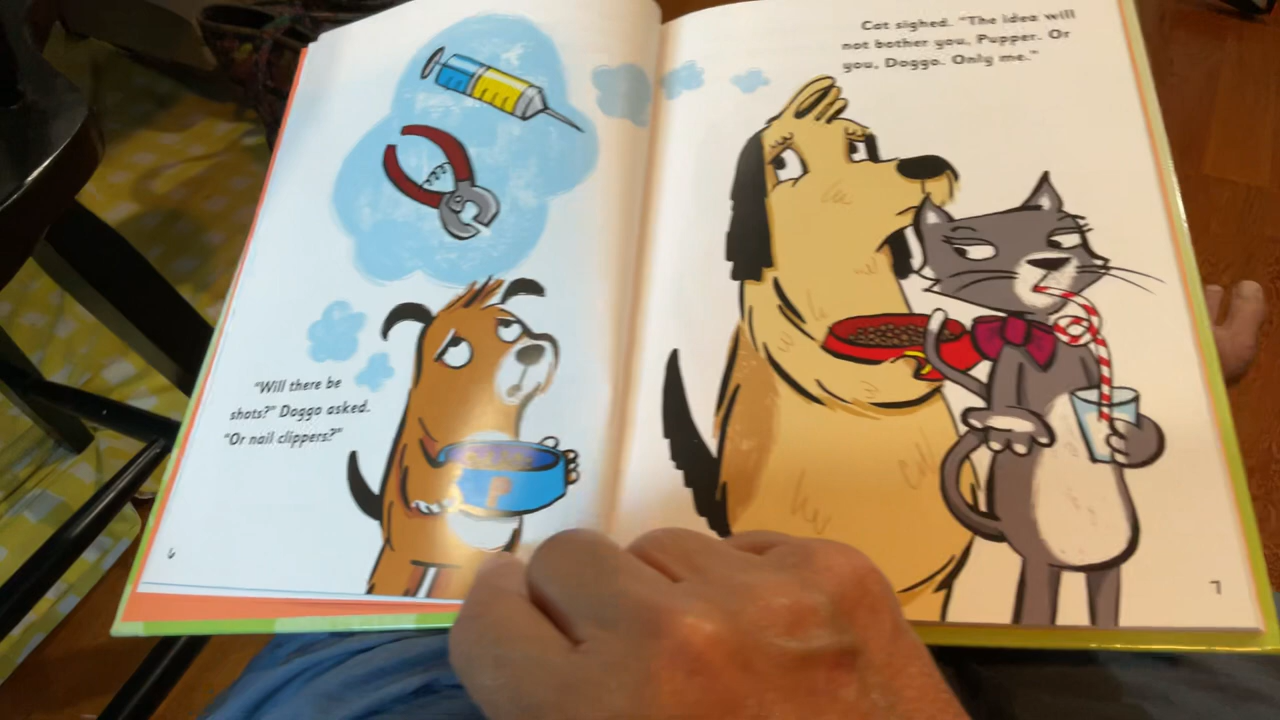 "Will there be
shots?" Doggo asked.
"Or nail clippers?"
P
6
Cat sighed. "The idea will
not bother you, Pupper. Or
you, Doggo. Only me."
7